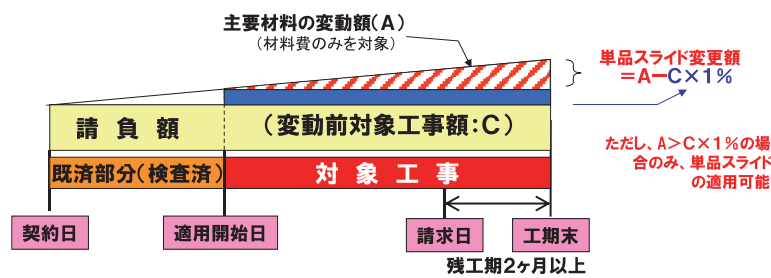 主要材料の変動額(A)
(材料費のみを対象)
単品スライド変更額
=A−C×1%
請負額
(変動前対象工事額:C)
ただし、A>C×1%の場
合のみ、単品スライド
の適用可能
既済部分(検査済)
対象工事
契約日
適用開始日
請求日
工期末
残工期2ヶ月以上